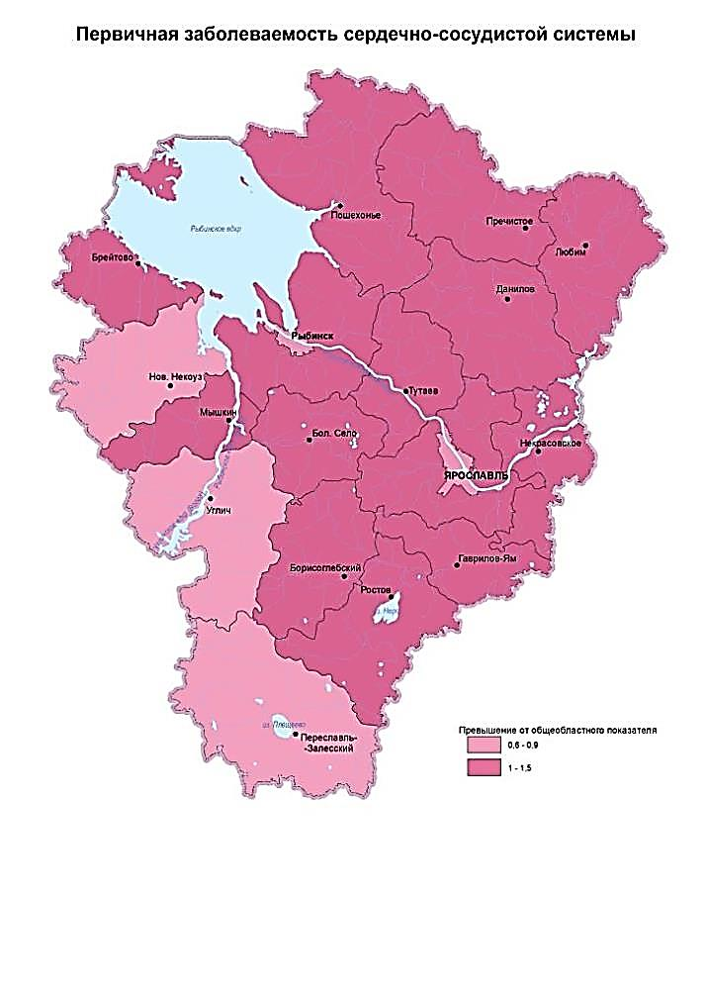 Первичная заболеваемость сердечно-сосудистой системы
Рыбинское вдхр
Пошехонье
Пречистое
Любим
Брейтово
Данилов
Рыбинск
Нов. Некоуз
Тутаев
Мышкин
Бол. Село
Некрасовское
ЯРОСЛАВЛЬ
Углич
Гаврилов-Ям
Борисоглебский
Ростов
оз. Плещеево
Переславль-
-Залесский
Превышение от общеобластного показателя
0,6 - 0,9
1 - 1,5